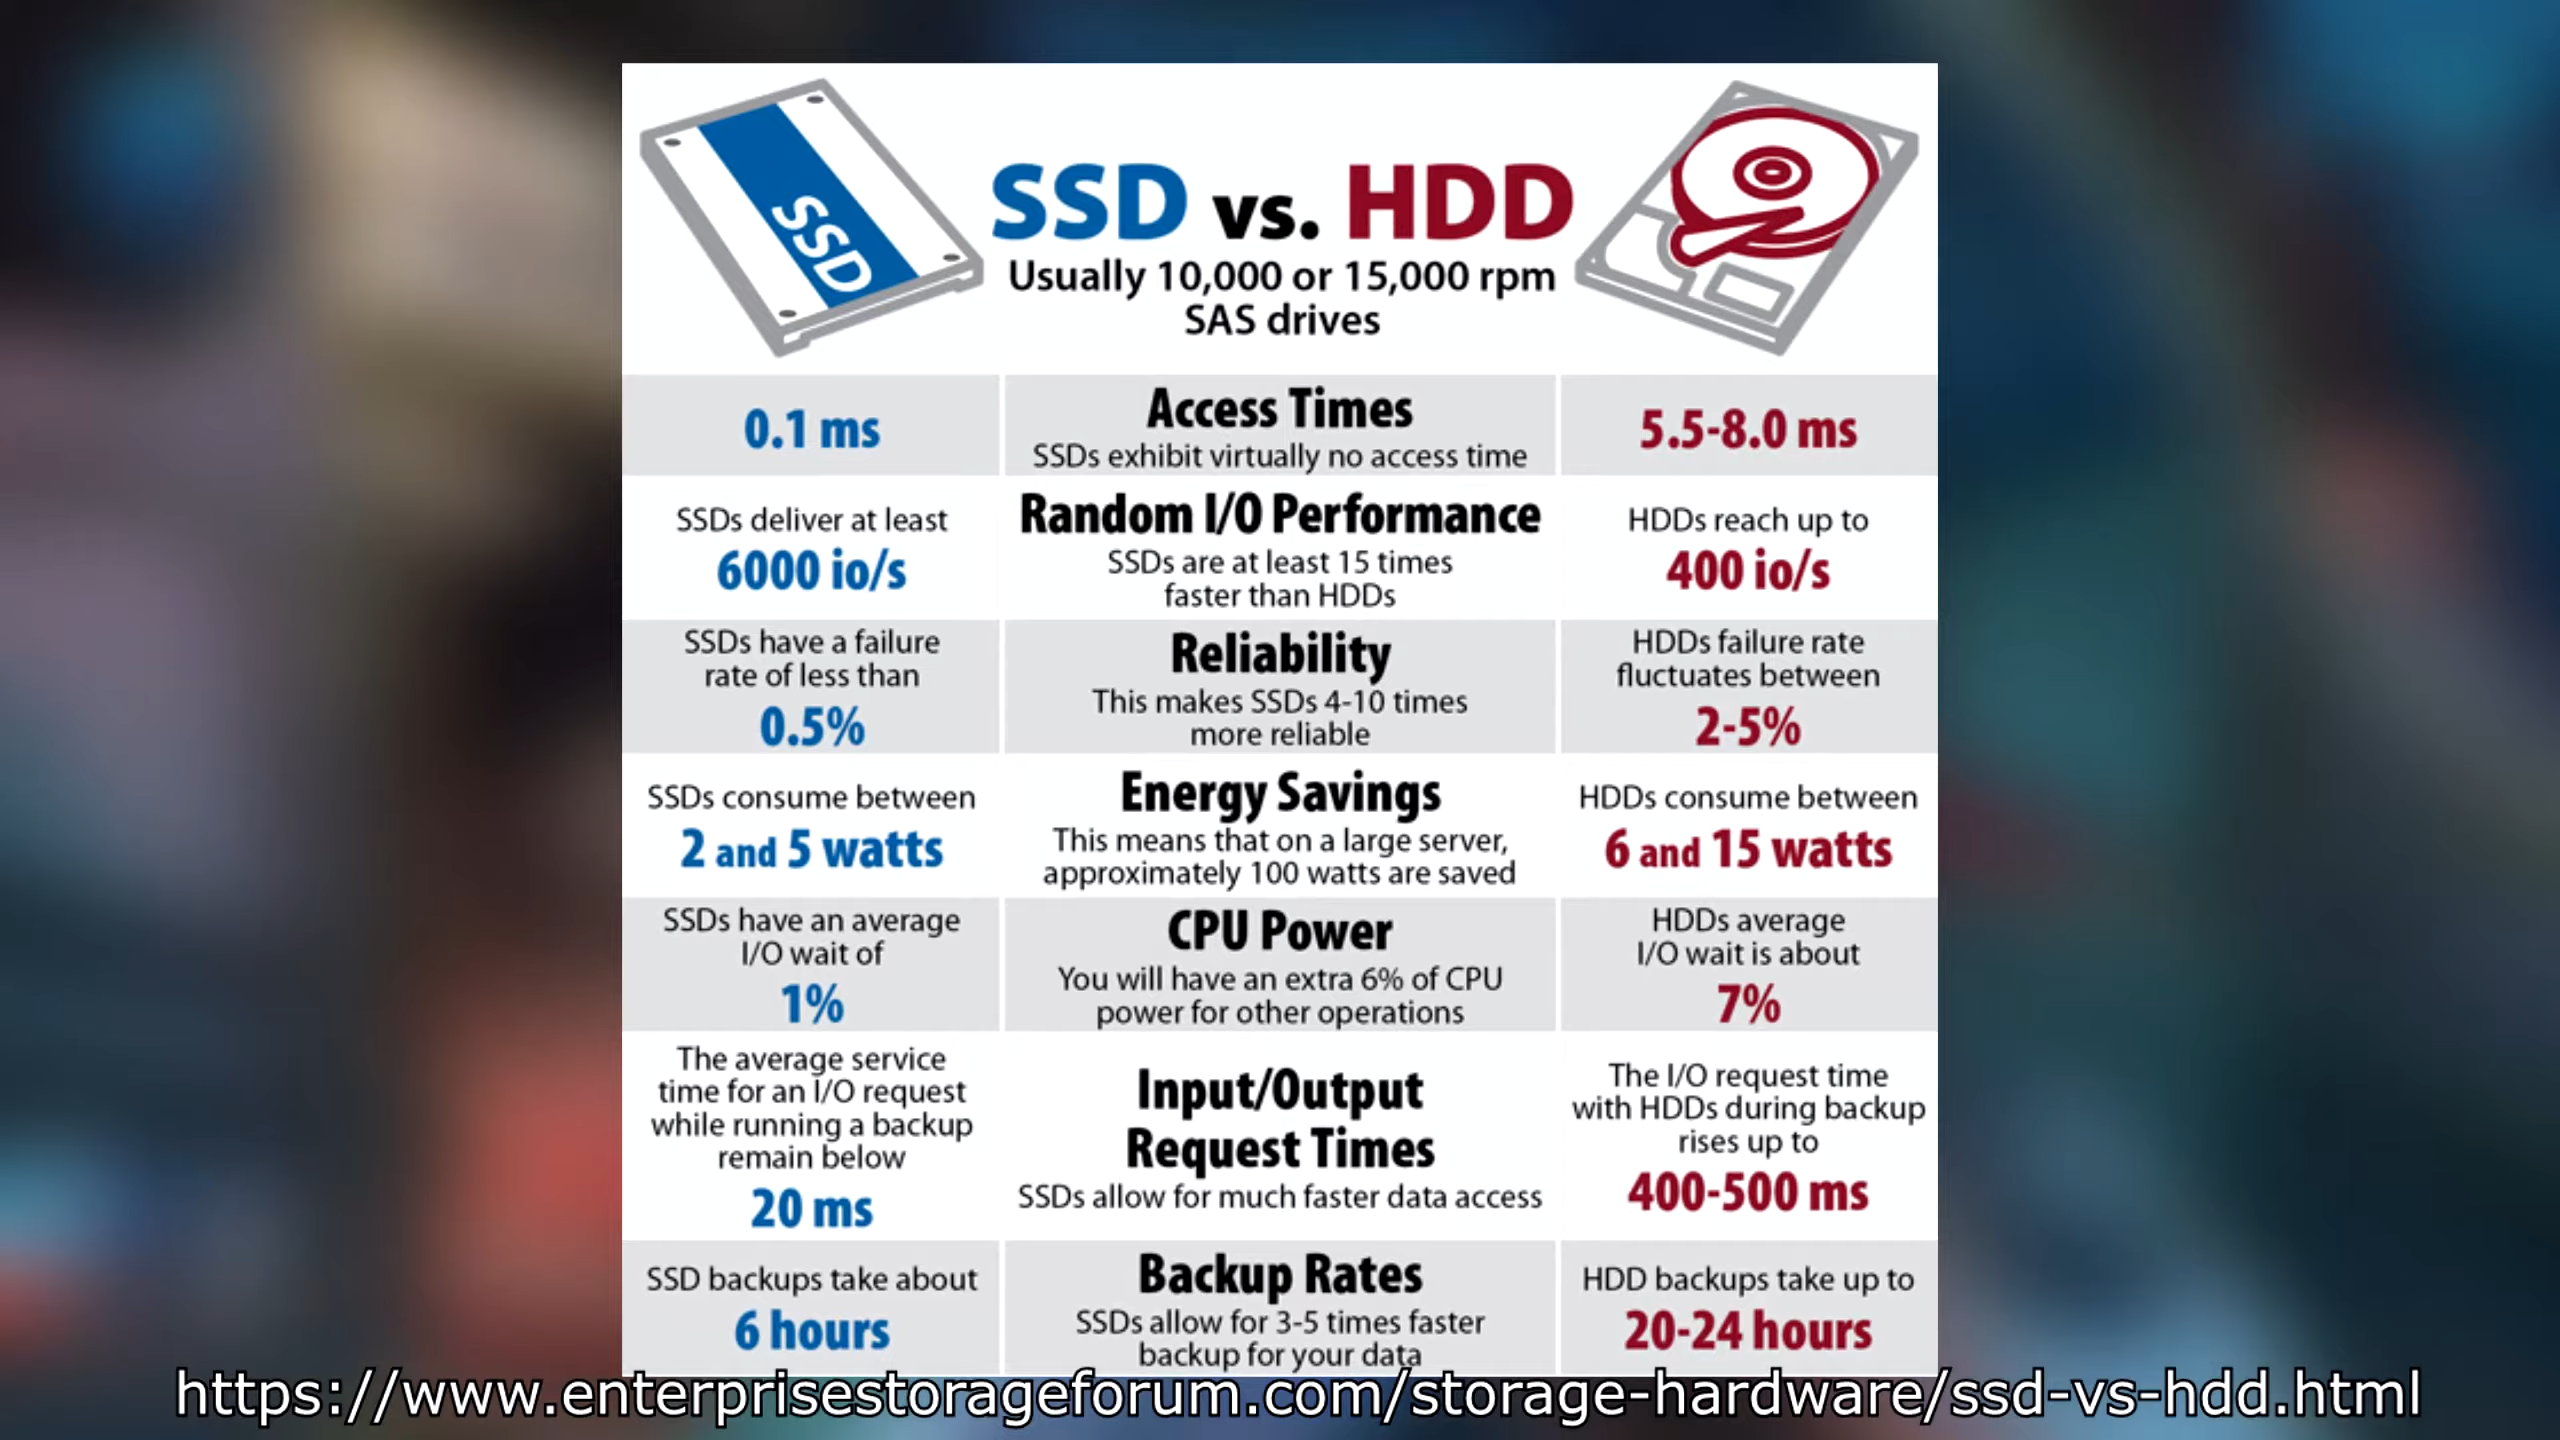 SSD
SSD vs. HDD
Usually 10,000 or 15,000 rpm
SAS drives
0.1 ms
Access Times
SSDs exhibit virtually no access time
5.5-8.0 ms
SSDs deliver at least
6000 io/s
Random I/O Performance
SSDs are at least 15 times
faster than HDDs
HDDs reach up to
400 io/s
SSDs have a failure
rate of less than
0.5%
Reliability
This makes SSDs 4-10 times
more reliable
HDDs failure rate
fluctuates between
2-5%
SSDs consume between
2 and 5 watts
Energy Savings
This means that on a large server,
approximately 100 watts are saved
HDDs consume between
6 and 15 watts
SSDs have an average
I/O wait of
1%
CPU Power
You will have an extra 6% of CPU
power for other operations
HDDs average
I/O wait is about
7%
The average service
time for an I/O request
while running a backup
remain below
20 ms
Input/Output
Request Times
SSDs allow for much faster data access
The I/O request time
with HDDs during backup
rises up to
400-500 ms
SSD backups take about
6 hours
Backup Rates
SSDs allow for 3-5 times faster
backup for your data
HDD backups take up to
20-24 hours
https://www.enterprisestorageforum.com/storage-hardware/ssd-vs-hdd.html